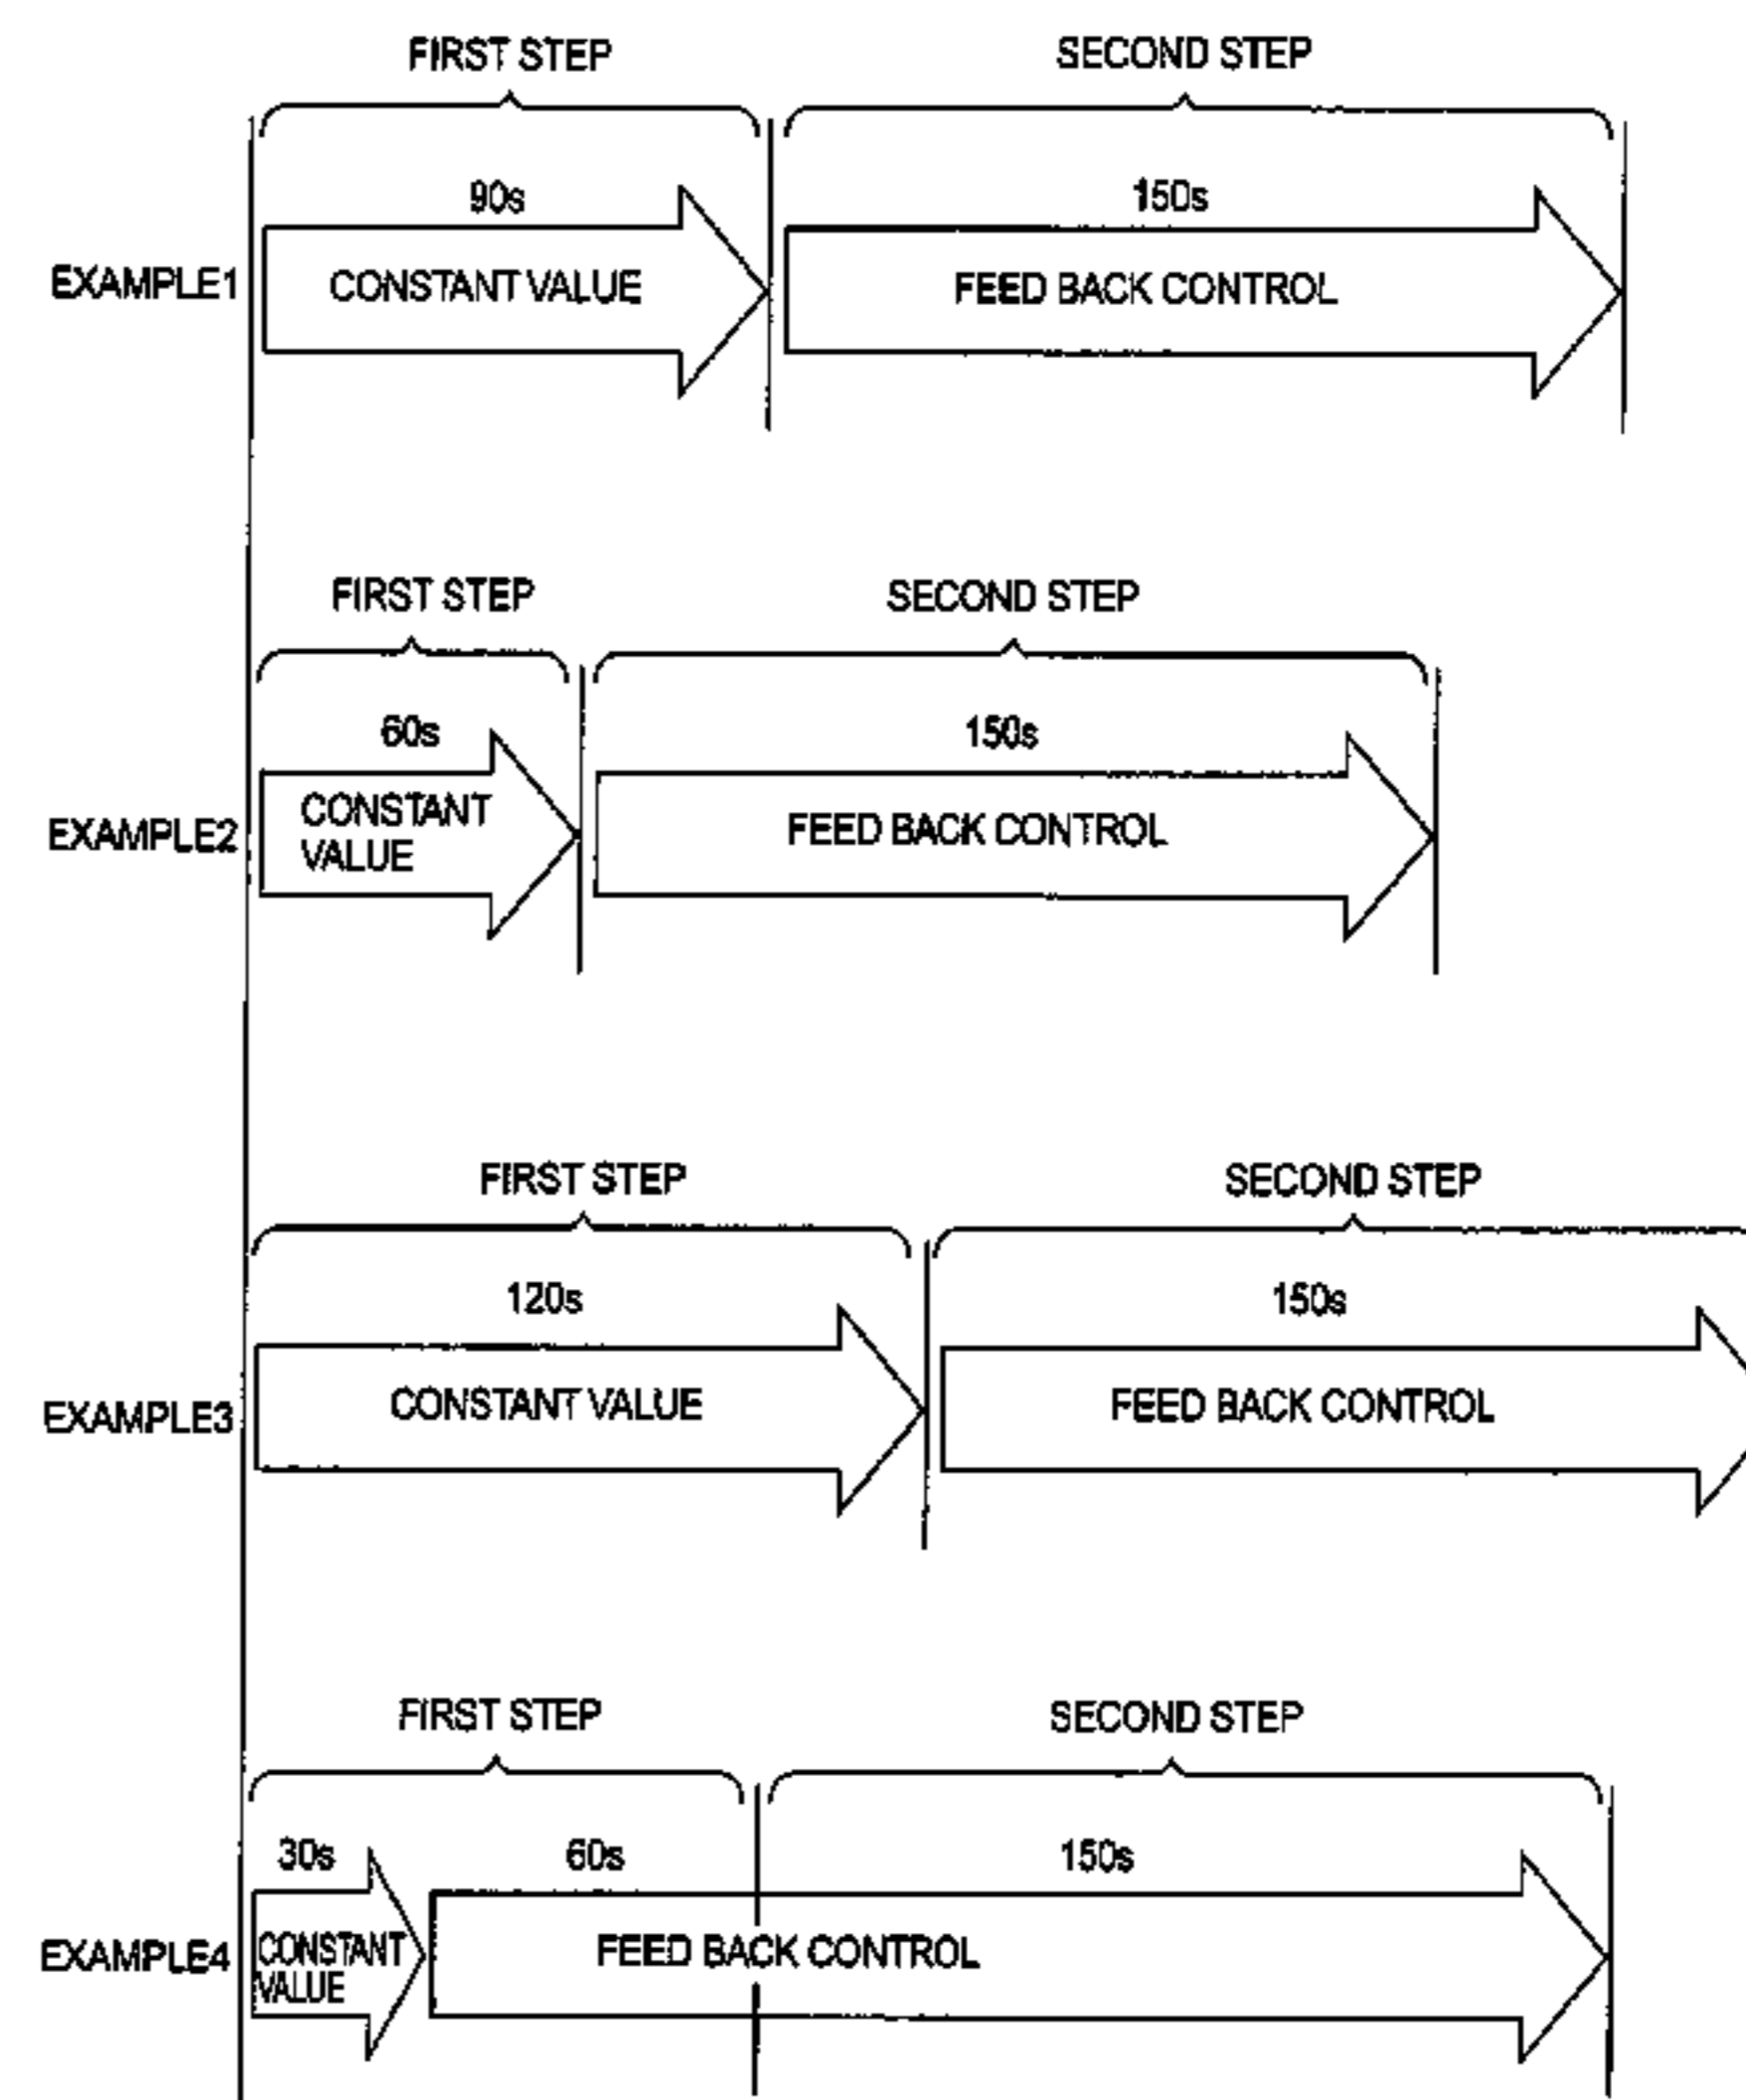 FIRST STEP
SECOND STEP
90s
150s
EXAMPLE1
CONSTANT VALUE
FEED BACK CONTROL
FIRST STEP
SECOND STEP
60s
150s
EXAMPLE2
CONSTANT
VALUE
FEED BACK CONTROL
FIRST STEP
SECOND STEP
120s
150s
EXAMPLE3
CONSTANT VALUE
FEED BACK CONTROL
FIRST STEP
SECOND STEP
30s
60s
150s
EXAMPLE4
CONSTANT
VALUE
FEED BACK CONTROL